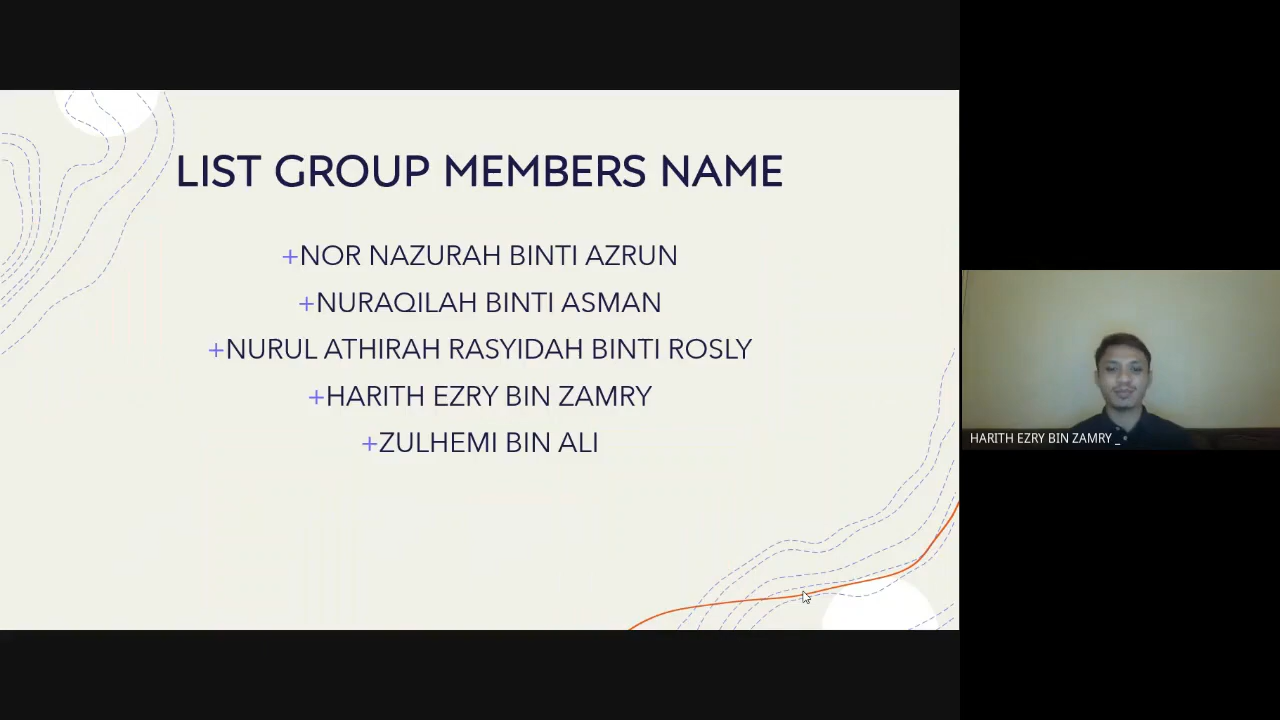 LIST GROUP MEMBERS NAME
+NOR NAZURAH BINTI AZRUN
+NURAQILAH BINTI ASMAN
+NURUL ATHIRAH RASYIDAH BINTI ROSLY
+HARITH EZRY BIN ZAMRY
+ZULHEMI BIN ALI
HARITH EZRY BIN ZAMRY _